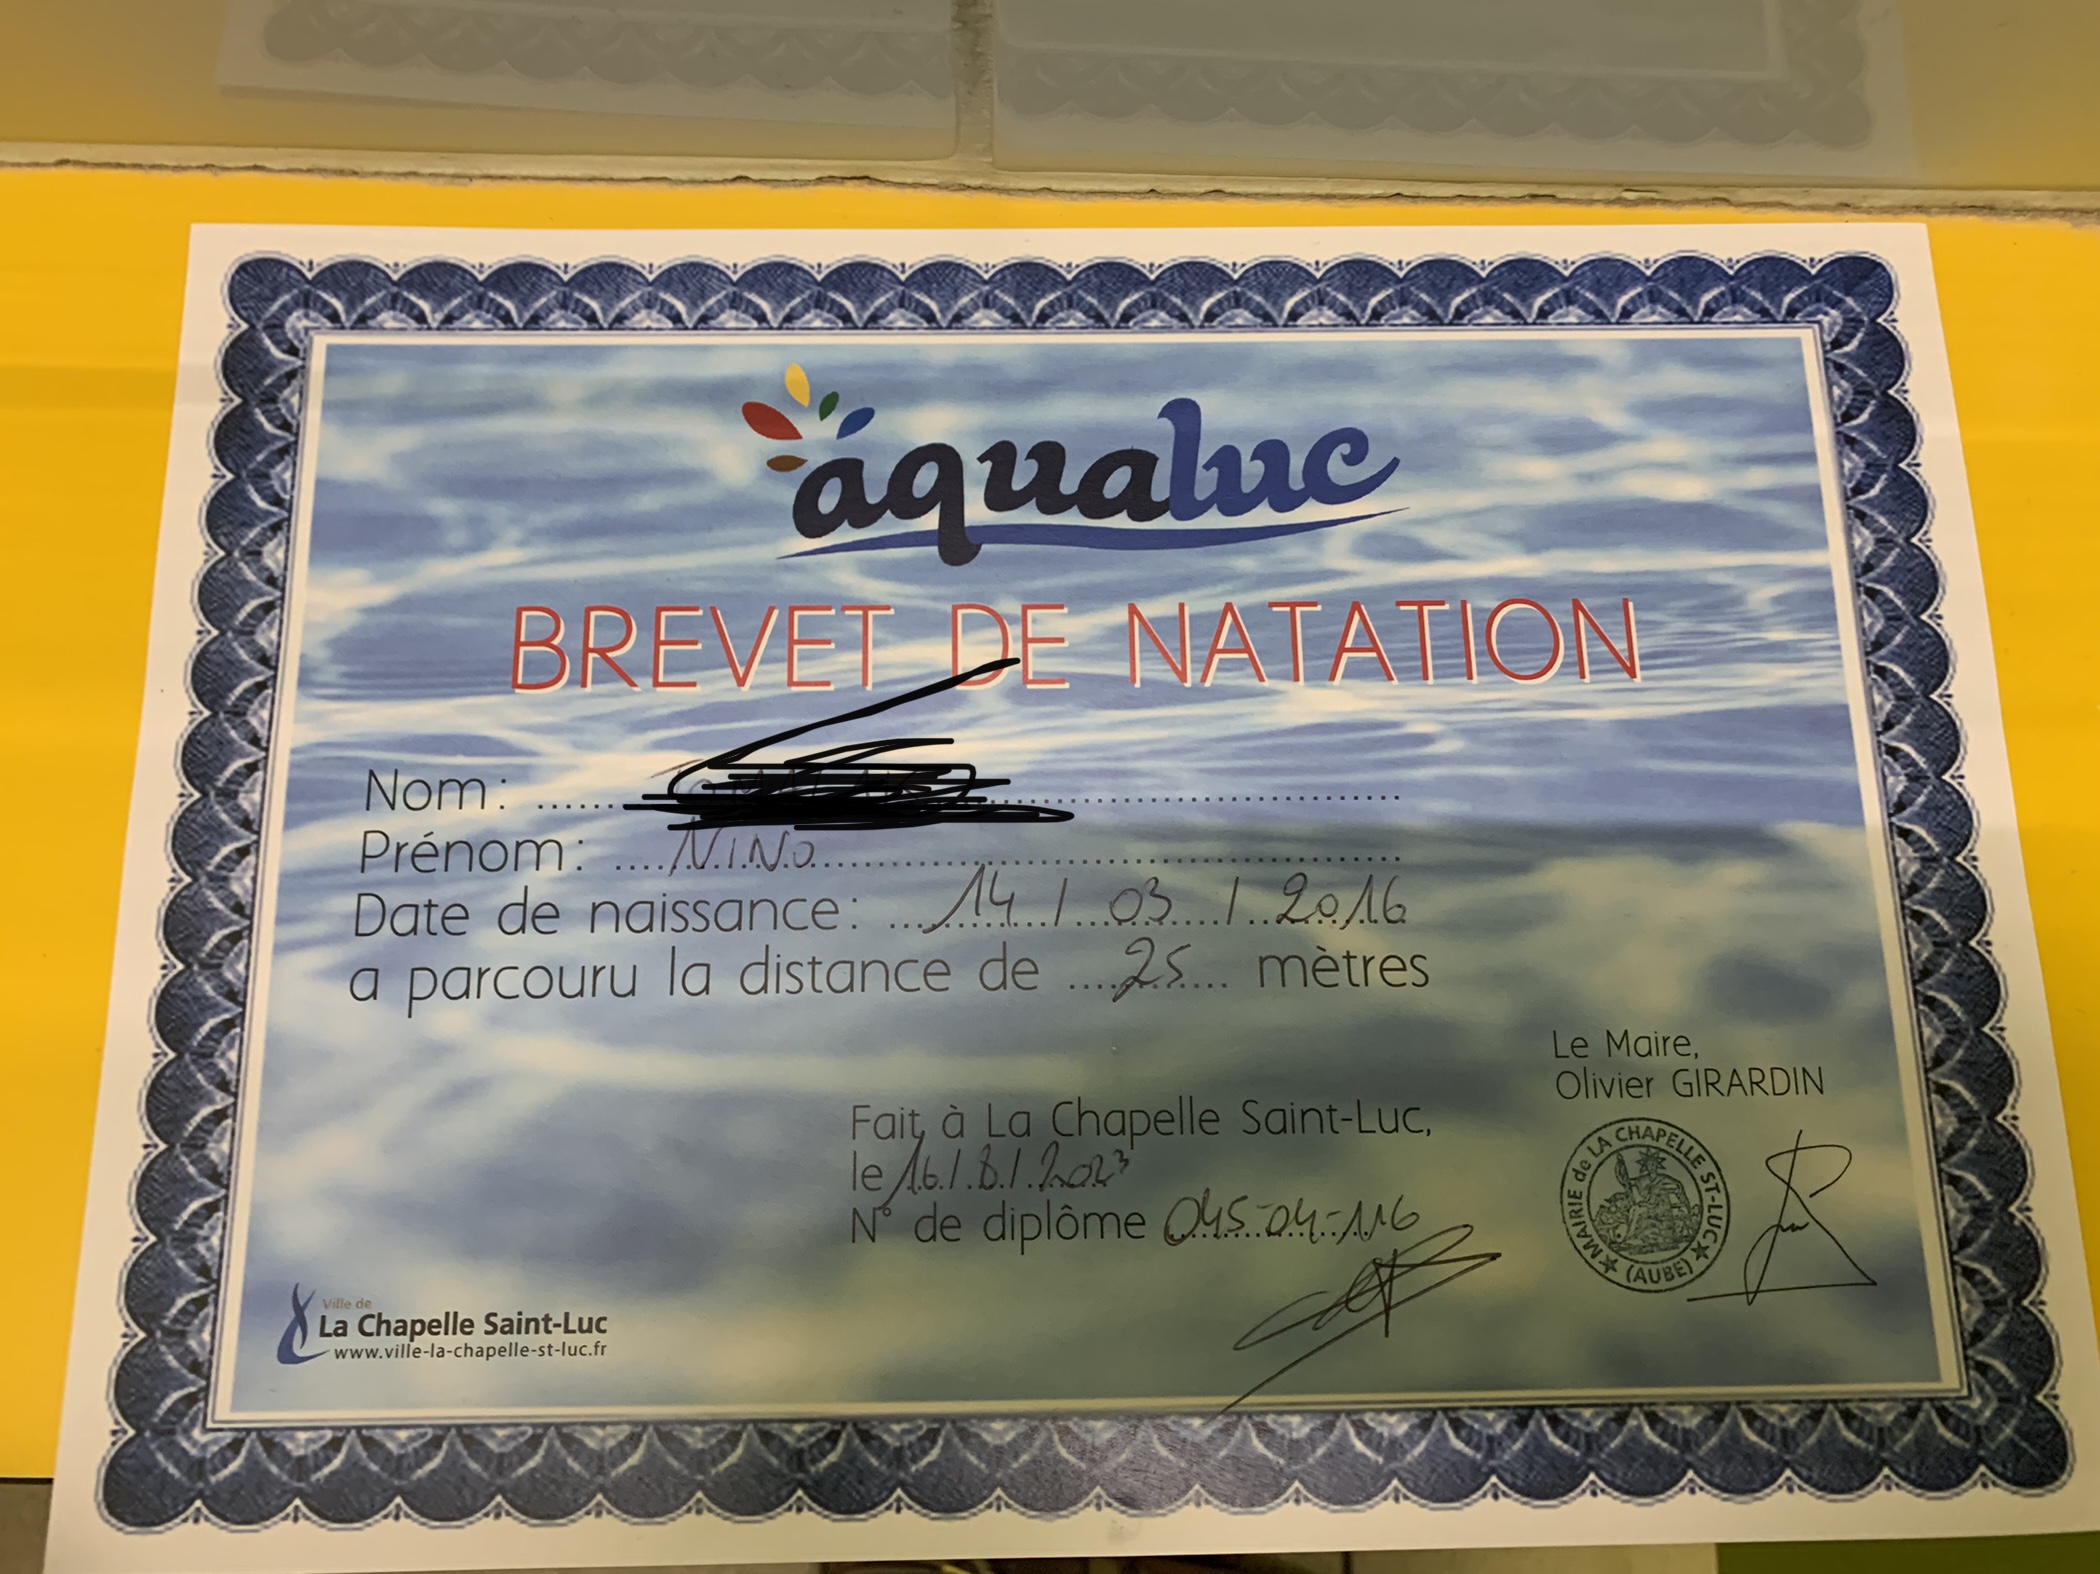 aqualuc
BREVET DE NATATION
Nom:
Prénom: NINO
Date de naissance: 14 / 03 / 2016
a parcouru la distance de 25 mètres
Le Maire,
Olivier GIRARDIN
Fait à La Chapelle Saint-Luc,
le 16 / 8 / 2023
N° de diplôme 045-04-116
MAIRIE de LA CHAPELLE ST-LUC
(AUBE)
Ville de
La Chapelle Saint-Luc
www.ville-la-chapelle-st-luc.fr